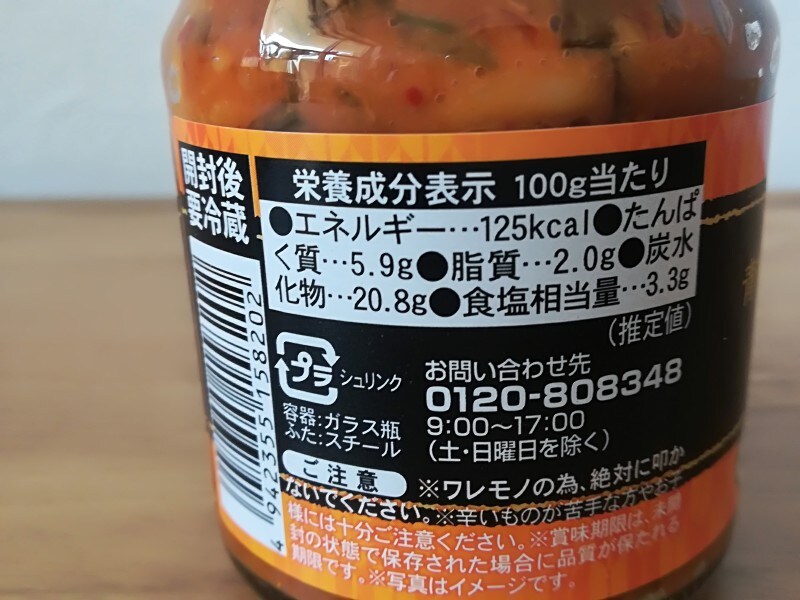 開封後
要冷蔵
栄養成分表示 100g当たり
●エネルギー…125kcal●たんぱ
く質…5.9g●脂質…2.0g●炭水
化物…20.8g●食塩相当量…3.3g
(推定値)
プラ
シュリンク
容器:ガラス瓶
ふた:スチール
お問い合わせ先
0120-808348
9:00〜17:00
(土・日曜日を除く)
ご注意
※ワレモノの為、絶対に叩か
ないでください。※辛いものが苦手な方やお子
様には十分ご注意ください。※賞味期限は、未開
封の状態で保存された場合に品質が保たれる
期限です。※写真はイメージです。
4 942355 158202